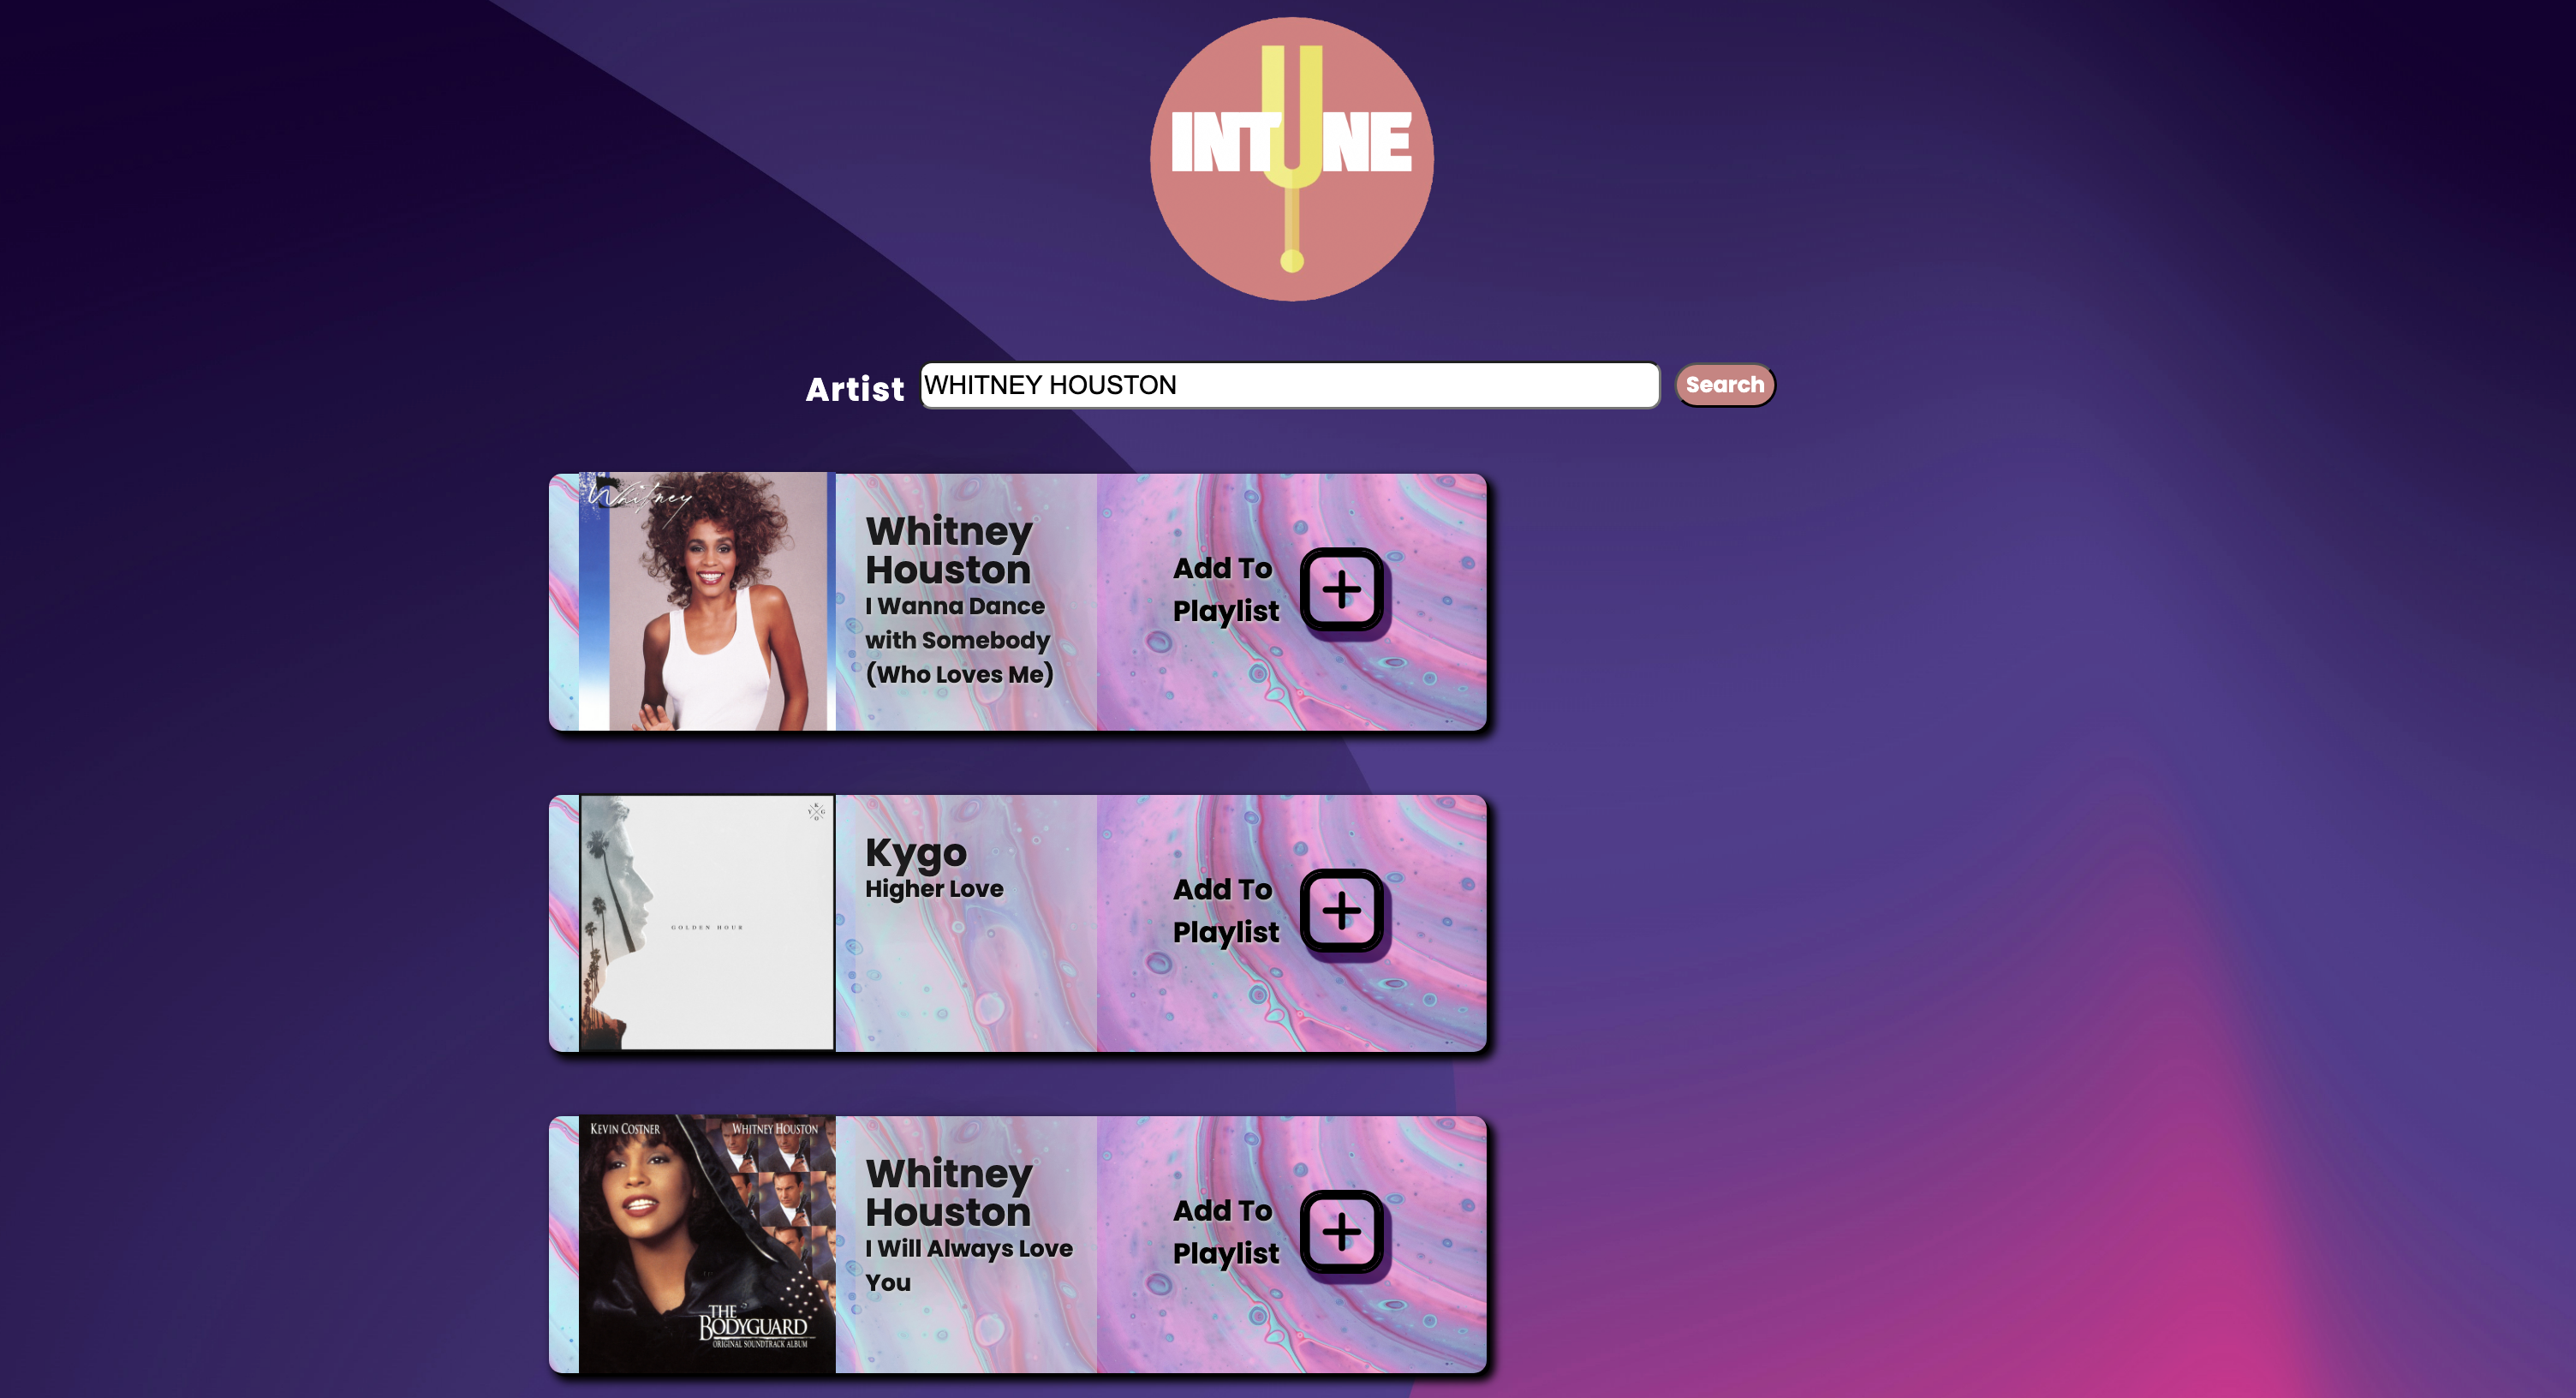 INTUNE
Artist
WHITNEY HOUSTON
Search
Whitney
Whitney
Houston
I Wanna Dance
with Somebody
(Who Loves Me)
Add To
Playlist
K
Y G
O
GOLDEN HOUR
Kygo
Higher Love
Add To
Playlist
KEVIN COSTNER WHITNEY HOUSTON
THE
BODYGUARD
ORIGINAL SOUNDTRACK ALBUM
Whitney
Houston
I Will Always Love
You
Add To
Playlist